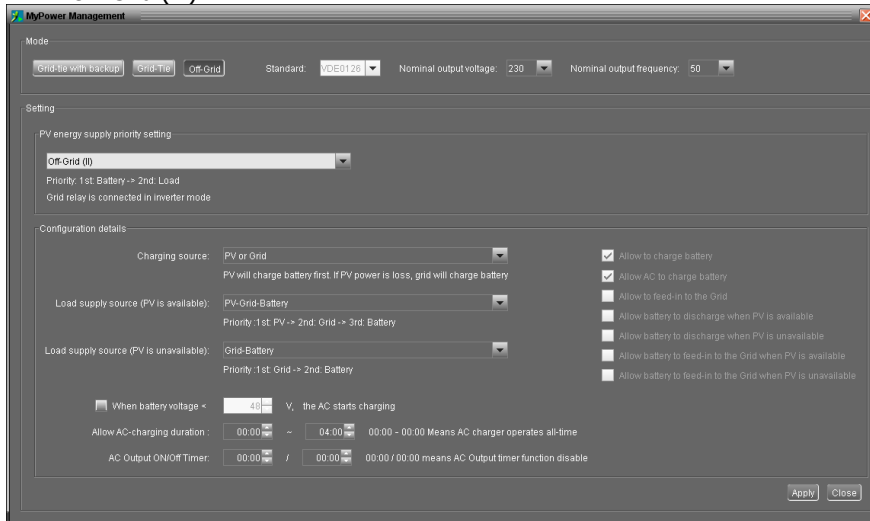 MyPower Management
Mode
Grid-tie with backup Grid-Tie Off-Grid Standard: VDE0126 Nominal output voltage: 230 Nominal output frequency: 50
Setting
PV energy supply priority setting
Off-Grid (II)
Priority: 1st: Battery -> 2nd: Load
Grid relay is connected in inverter mode
Configuration details
Charging source: PV or Grid
PV will charge battery first. If PV power is loss, grid will charge battery
Load supply source (PV is available): PV-Grid-Battery
Priority :1st: PV -> 2nd: Grid -> 3rd: Battery
Load supply source (PV is unavailable): Grid-Battery
Priority :1st: Grid -> 2nd: Battery
Allow to charge battery
Allow AC to charge battery
Allow to feed-in to the Grid
Allow battery to discharge when PV is available
Allow battery to discharge when PV is unavailable
Allow battery to feed-in to the Grid when PV is available
Allow battery to feed-in to the Grid when PV is unavailable
When battery voltage < 48 V, the AC starts charging
Allow AC-charging duration : 00:00 ~ 04:00 00:00 - 00:00 Means AC charger operates all-time
AC Output ON/Off Timer: 00:00 / 00:00 00:00 / 00:00 means AC Output timer function disable
Apply Close